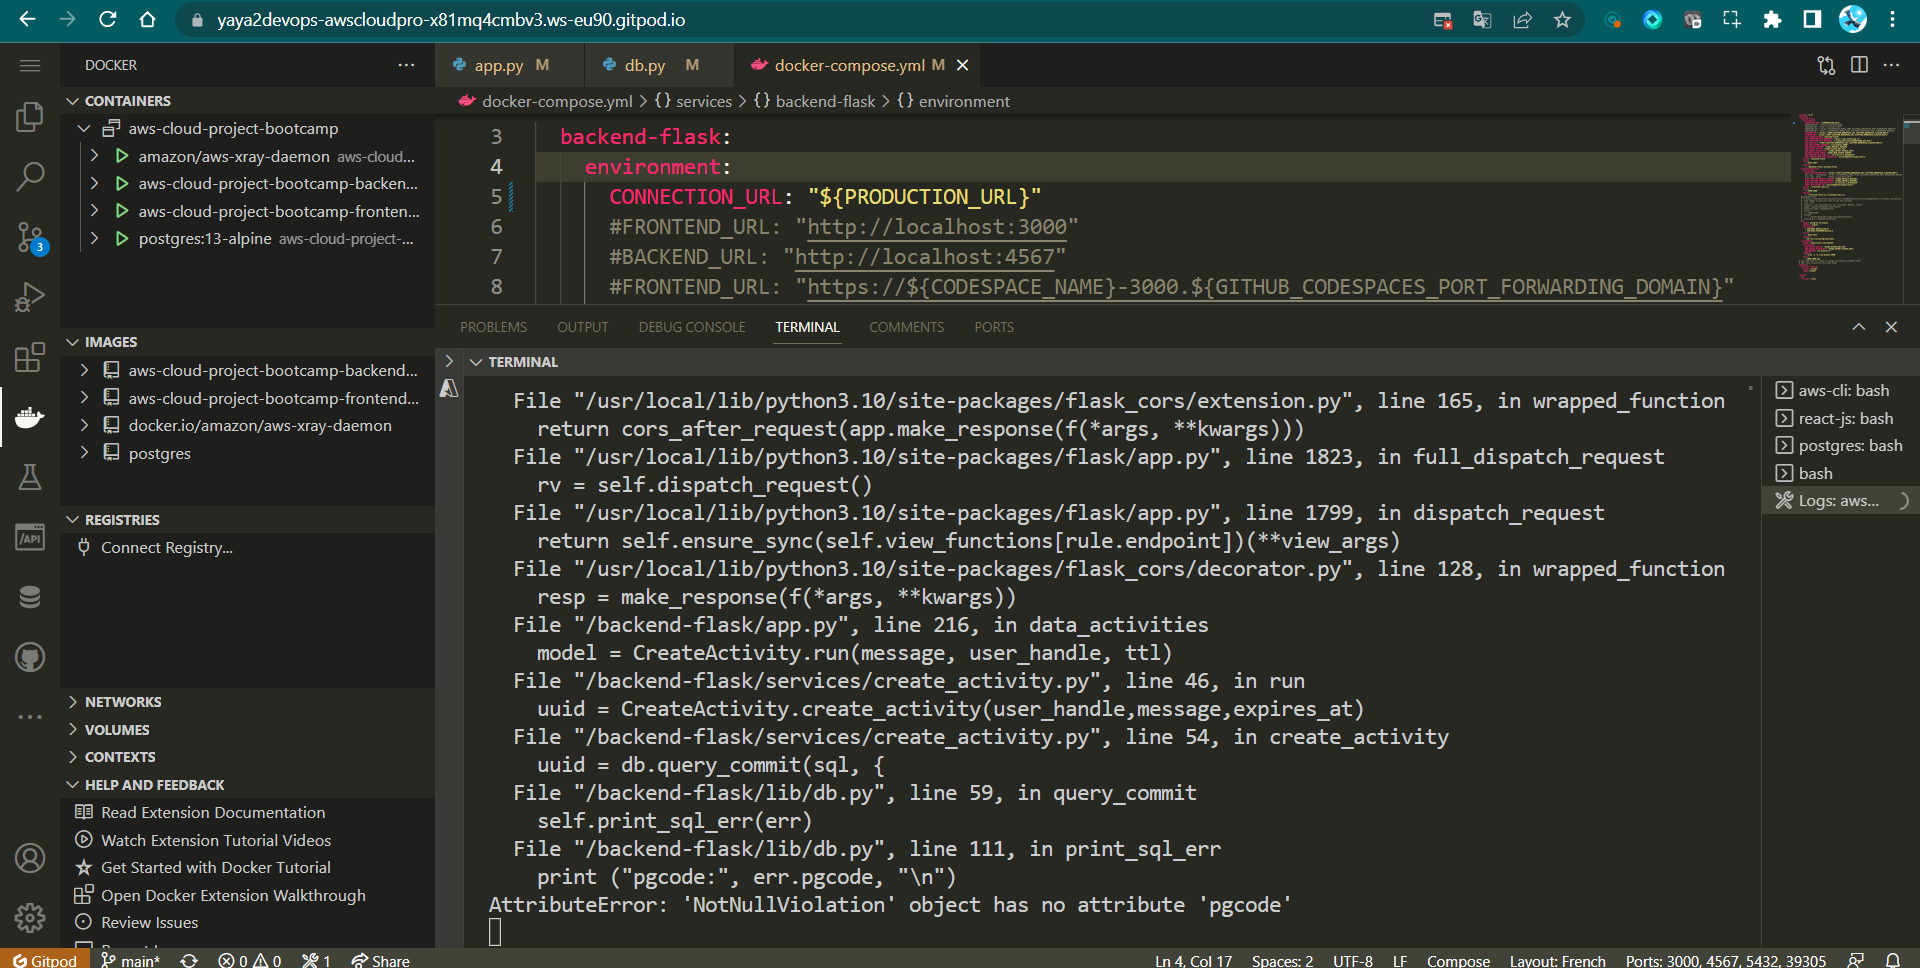 yaya2devops-awscloudpro-x81mq4cmbv3.ws-eu90.gitpod.io
DOCKER
CONTAINERS
aws-cloud-project-bootcamp
amazon/aws-xray-daemon aws-cloud...
aws-cloud-project-bootcamp-backen...
aws-cloud-project-bootcamp-fronten...
postgres:13-alpine aws-cloud-project-...
IMAGES
aws-cloud-project-bootcamp-backend...
aws-cloud-project-bootcamp-frontend...
docker.io/amazon/aws-xray-daemon
postgres
REGISTRIES
Connect Registry...
NETWORKS
VOLUMES
CONTEXTS
HELP AND FEEDBACK
Read Extension Documentation
Watch Extension Tutorial Videos
Get Started with Docker Tutorial
Open Docker Extension Walkthrough
Review Issues
3
/API
app.py M
db.py M
docker-compose.yml M
docker-compose.yml > {} services > {} backend-flask > {} environment
3 backend-flask:
4 environment:
5 CONNECTION_URL: "${PRODUCTION_URL}"
6 #FRONTEND_URL: "http://localhost:3000"
7 #BACKEND_URL: "http://localhost:4567"
8 #FRONTEND_URL: "https://${CODESPACE_NAME}-3000.${GITHUB_CODESPACES_PORT_FORWARDING_DOMAIN}"
PROBLEMS OUTPUT DEBUG CONSOLE TERMINAL COMMENTS PORTS
TERMINAL
File "/usr/local/lib/python3.10/site-packages/flask_cors/extension.py", line 165, in wrapped_function
return cors_after_request(app.make_response(f(*args, **kwargs)))
File "/usr/local/lib/python3.10/site-packages/flask/app.py", line 1823, in full_dispatch_request
rv = self.dispatch_request()
File "/usr/local/lib/python3.10/site-packages/flask/app.py", line 1799, in dispatch_request
return self.ensure_sync(self.view_functions[rule.endpoint])(**view_args)
File "/usr/local/lib/python3.10/site-packages/flask_cors/decorator.py", line 128, in wrapped_function
resp = make_response(f(*args, **kwargs))
File "/backend-flask/app.py", line 216, in data_activities
model = CreateActivity.run(message, user_handle, ttl)
File "/backend-flask/services/create_activity.py", line 46, in run
uuid = CreateActivity.create_activity(user_handle,message,expires_at)
File "/backend-flask/services/create_activity.py", line 54, in create_activity
uuid = db.query_commit(sql, {
File "/backend-flask/lib/db.py", line 59, in query_commit
self.print_sql_err(err)
File "/backend-flask/lib/db.py", line 111, in print_sql_err
print ("pgcode:", err.pgcode, "\n")
AttributeError: 'NotNullViolation' object has no attribute 'pgcode'
aws-cli: bash
react-js: bash
postgres: bash
bash
Logs: aws...
Gitpod main* 0 0 1 Share
Ln 4, Col 17 Spaces: 2 UTF-8 LF Compose Layout: French Ports: 3000, 4567, 5432, 39305